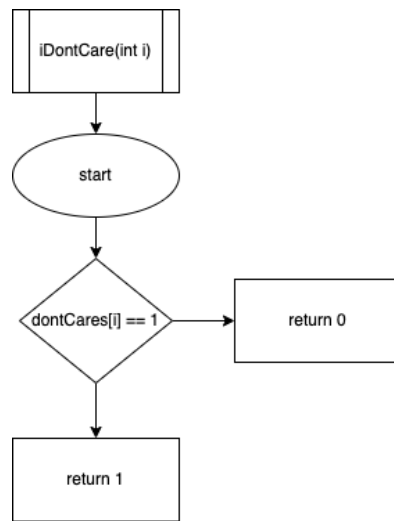 iDontCare(int i)
start
dontCares[i] == 1
return 0
return 1